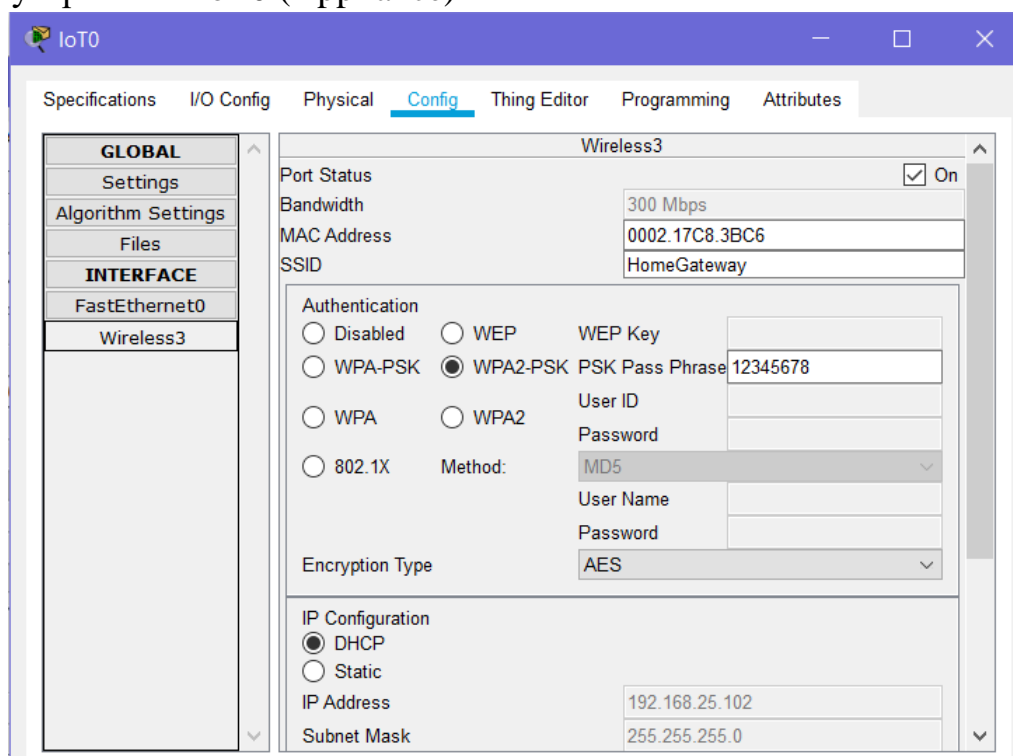 IoT0
Specifications I/O Config Physical Config Thing Editor Programming Attributes
GLOBAL
Settings
Algorithm Settings
Files
INTERFACE
FastEthernet0
Wireless3
Wireless3
Port Status On
Bandwidth 300 Mbps
MAC Address 0002.17C8.3BC6
SSID HomeGateway
Authentication
Disabled WEP WEP Key
WPA-PSK WPA2-PSK PSK Pass Phrase 12345678
User ID
WPA WPA2
Password
802.1X Method: MD5
User Name
Password
Encryption Type AES
IP Configuration
DHCP
Static
IP Address 192.168.25.102
Subnet Mask 255.255.255.0